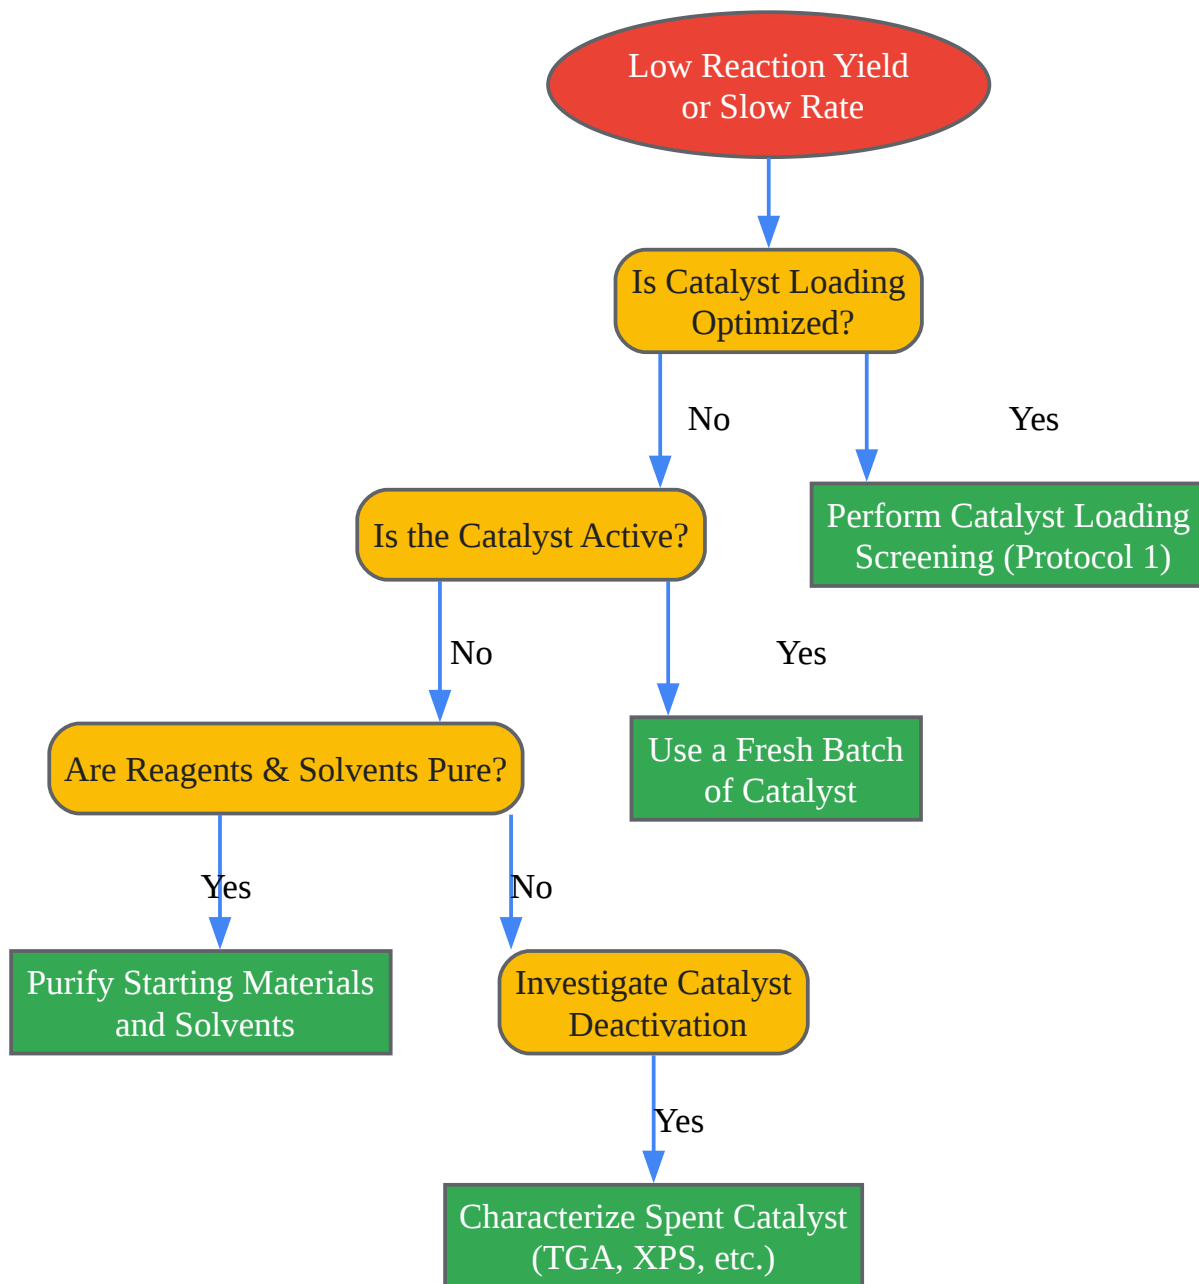 Low Reaction Yield
or Slow Rate
Is Catalyst Loading
Optimized?
No
Yes
Is the Catalyst Active?
Perform Catalyst Loading
Screening (Protocol 1)
No
Yes
Are Reagents & Solvents Pure?
Use a Fresh Batch
of Catalyst
Yes
No
Purify Starting Materials
and Solvents
Investigate Catalyst
Deactivation
Yes
Characterize Spent Catalyst
(TGA, XPS, etc.)